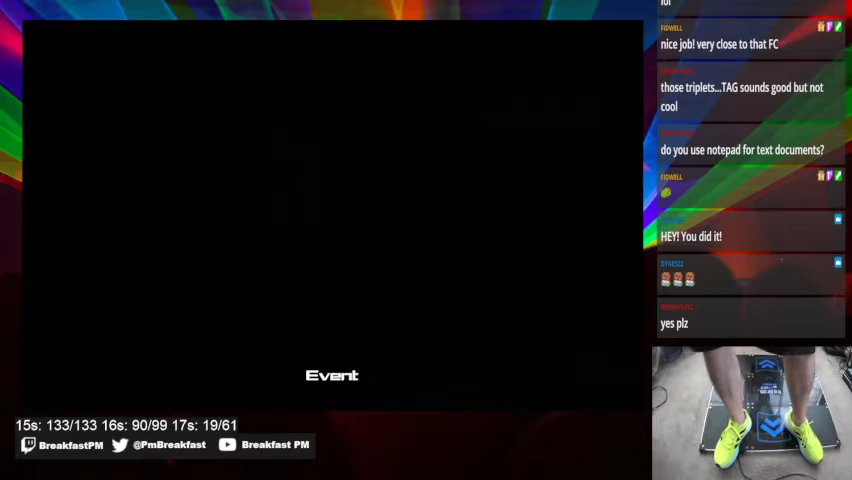 lol
FIDWELL
nice job! very close to that FC
those triplets...TAG sounds good but not
cool
do you use notepad for text documents?
FIDWELL
HEY! You did it!
yes plz
Event
15s: 133/133 16s: 90/99 17s: 19/61
BreakfastPM
@PmBreakfast
Breakfast PM